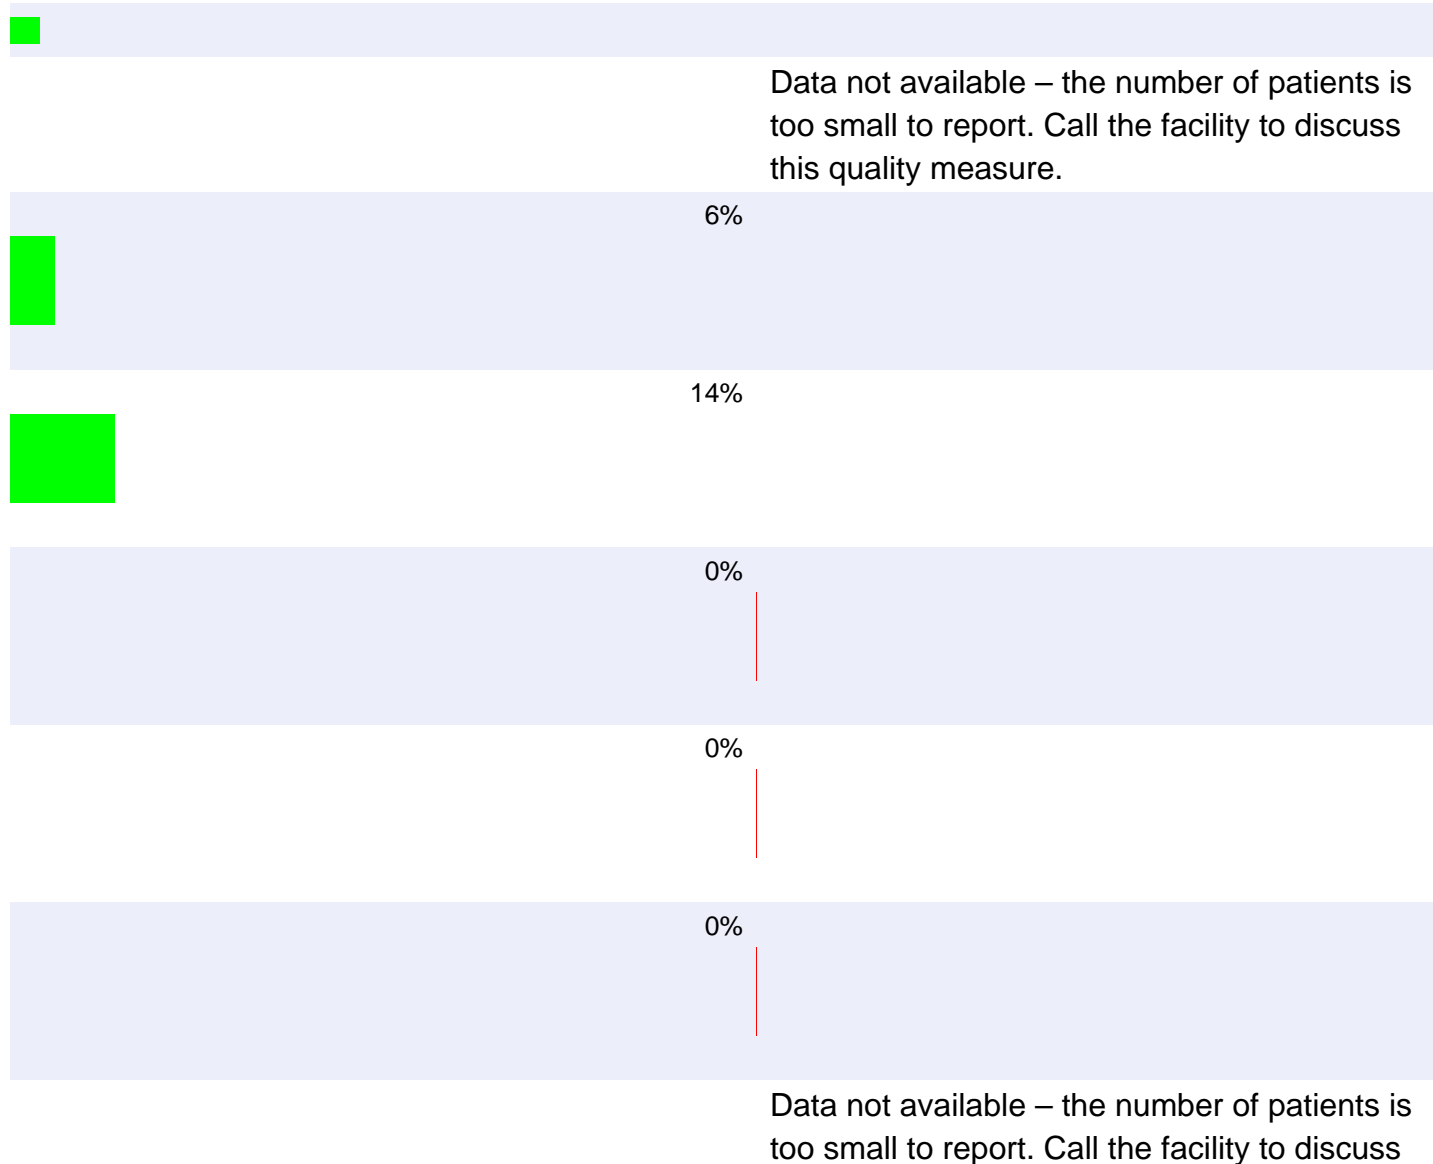 Data not available – the number of patients is
too small to report. Call the facility to discuss
this quality measure.
6%
14%
0%
0%
0%
Data not available – the number of patients is
too small to report. Call the facility to discuss